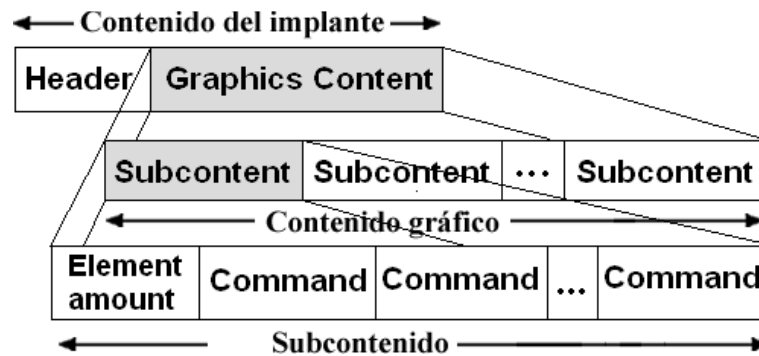 Contenido del implante
Header Graphics Content
Subcontent Subcontent ... Subcontent
Contenido gráfico
Element amount Command Command ... Command
Subcontenido